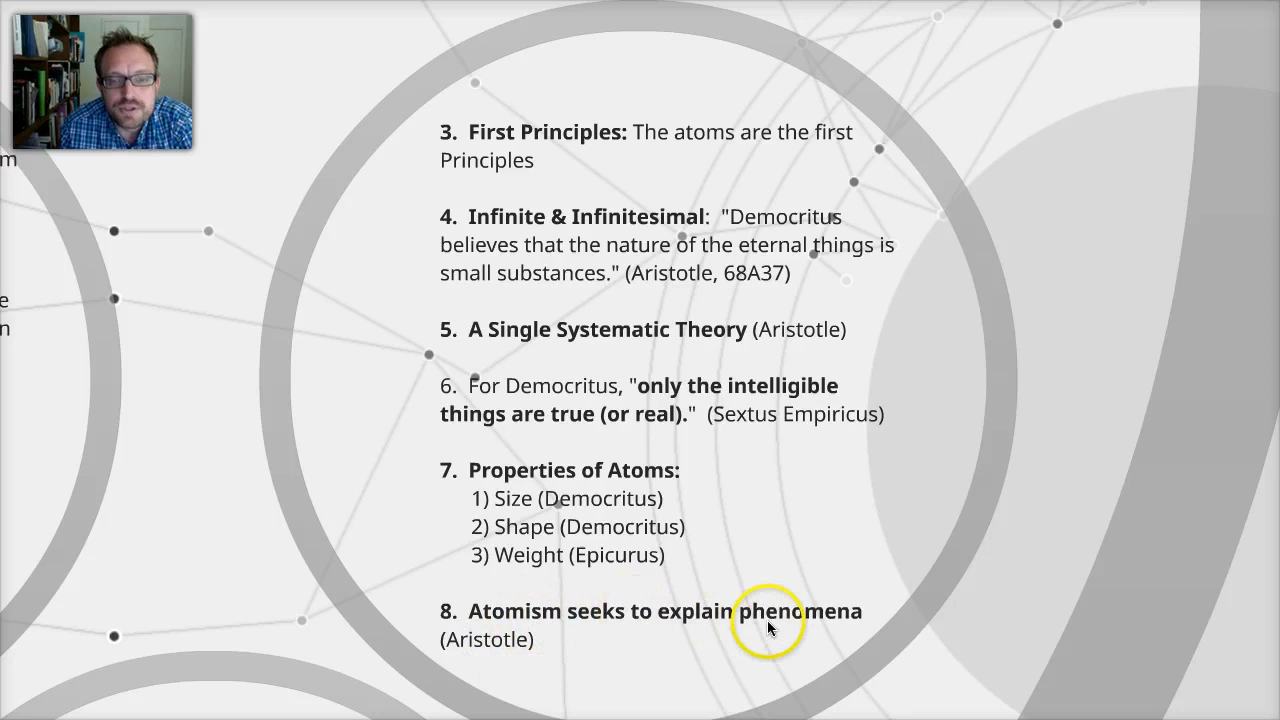 m
e
n
3. First Principles: The atoms are the first
Principles
4. Infinite & Infinitesimal: "Democritus
believes that the nature of the eternal things is
small substances." (Aristotle, 68A37)
5. A Single Systematic Theory (Aristotle)
6. For Democritus, "only the intelligible
things are true (or real)." (Sextus Empiricus)
7. Properties of Atoms:
1) Size (Democritus)
2) Shape (Democritus)
3) Weight (Epicurus)
8. Atomism seeks to explain phenomena
(Aristotle)